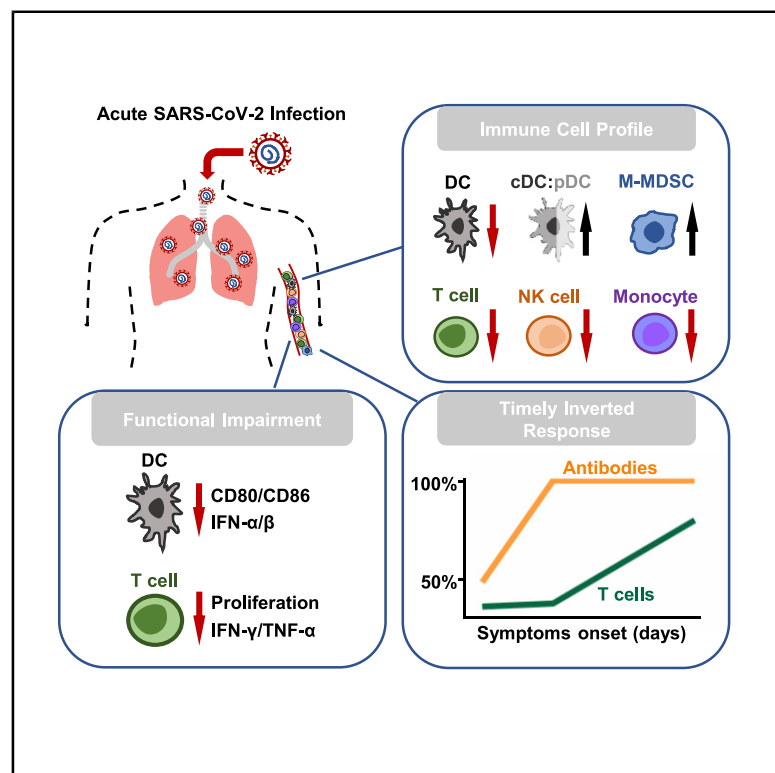 Acute SARS-CoV-2 Infection
Immune Cell Profile
DC
cDC:pDC
M-MDSC
T cell
NK cell
Monocyte
Functional Impairment
DC
CD80/CD86
IFN-α/β
T cell
Proliferation
IFN-γ/TNF-α
Timely Inverted
Response
Antibodies
100%
50%
T cells
Symptoms onset (days)